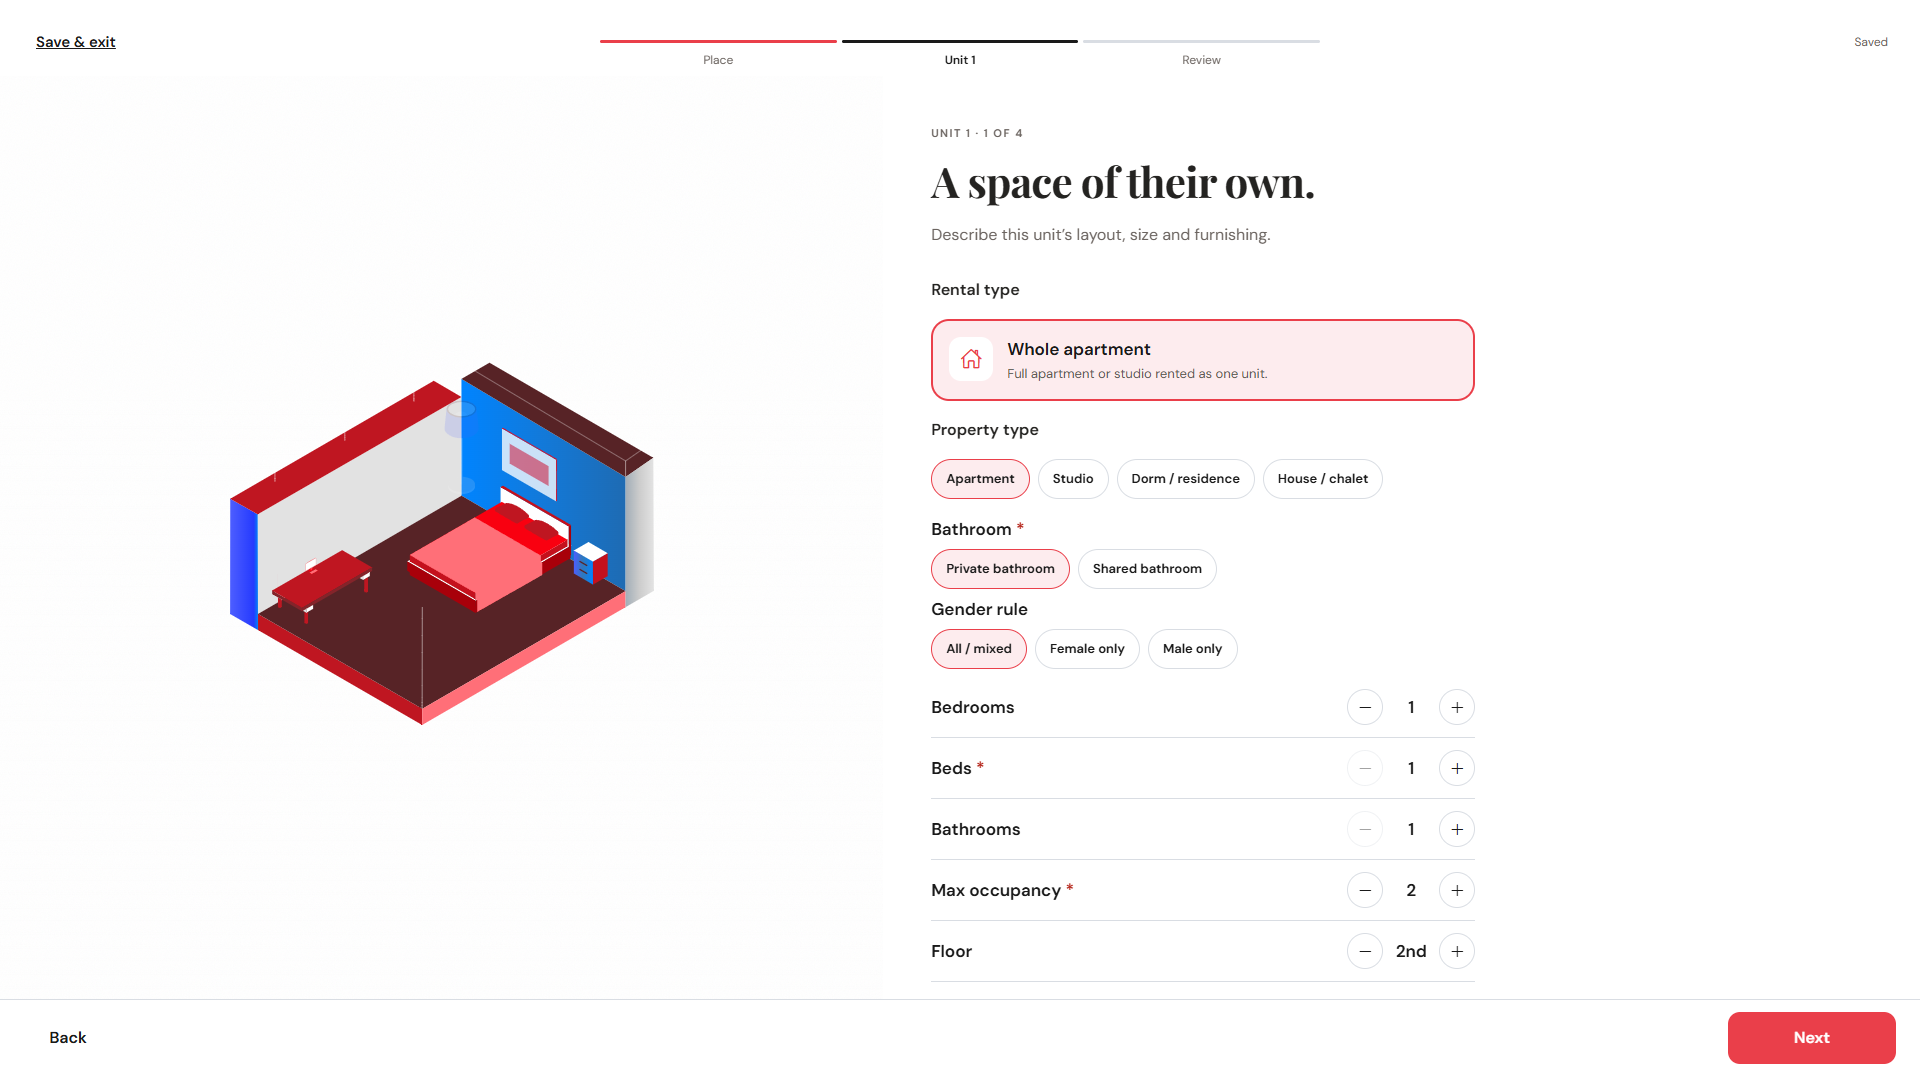 Save & exit
Place
Unit 1
Review
Saved
UNIT 1 · 1 OF 4
A space of their own.
Describe this unit’s layout, size and furnishing.
Rental type
Whole apartment
Full apartment or studio rented as one unit.
Property type
Apartment
Studio
Dorm / residence
House / chalet
Bathroom *
Private bathroom
Shared bathroom
Gender rule
All / mixed
Female only
Male only
Bedrooms
− 1 +
Beds *
− 1 +
Bathrooms
− 1 +
Max occupancy *
− 2 +
Floor
− 2nd +
Back
Next